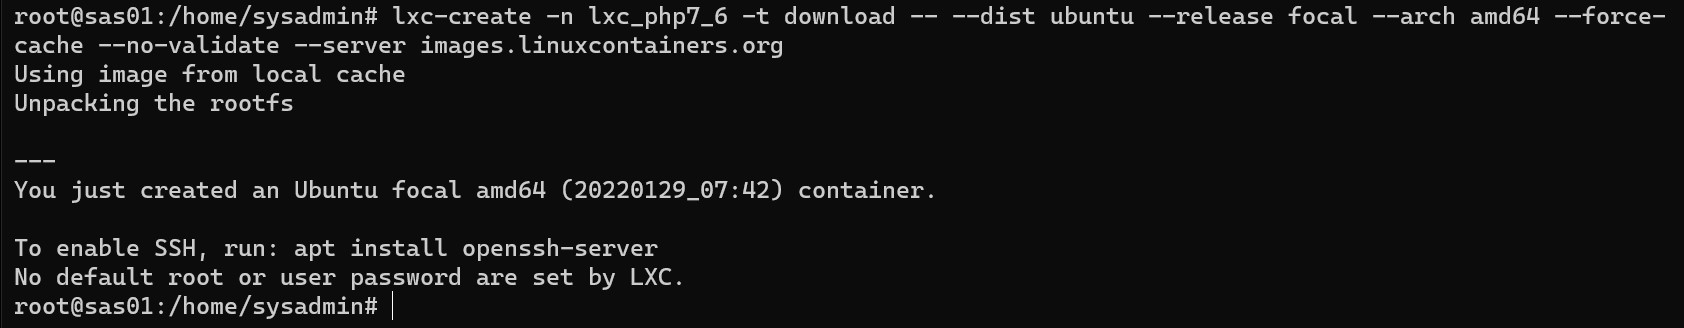 root@sas01:/home/sysadmin# lxc-create -n lxc_php7_6 -t download -- --dist ubuntu --release focal --arch amd64 --force-
cache --no-validate --server images.linuxcontainers.org
Using image from local cache
Unpacking the rootfs
---
You just created an Ubuntu focal amd64 (20220129_07:42) container.
To enable SSH, run: apt install openssh-server
No default root or user password are set by LXC.
root@sas01:/home/sysadmin#